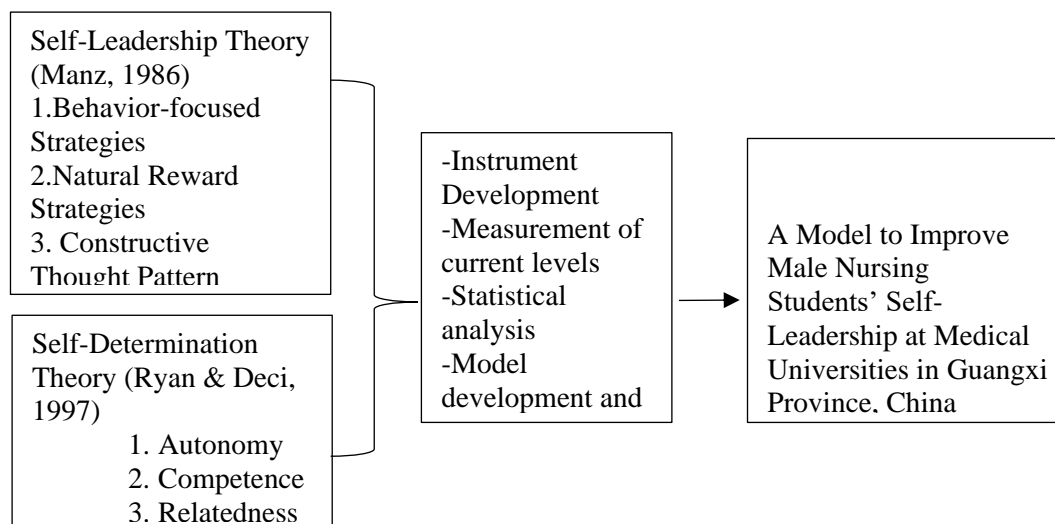 Self-Leadership Theory
(Manz, 1986)
1.Behavior-focused
Strategies
2.Natural Reward
Strategies
3. Constructive
Thought Pattern
Self-Determination
Theory (Ryan & Deci,
1997)
1. Autonomy
2. Competence
3. Relatedness
-Instrument
Development
-Measurement of
current levels
-Statistical
analysis
-Model
development and
A Model to Improve
Male Nursing
Students’ Self-
Leadership at Medical
Universities in Guangxi
Province, China